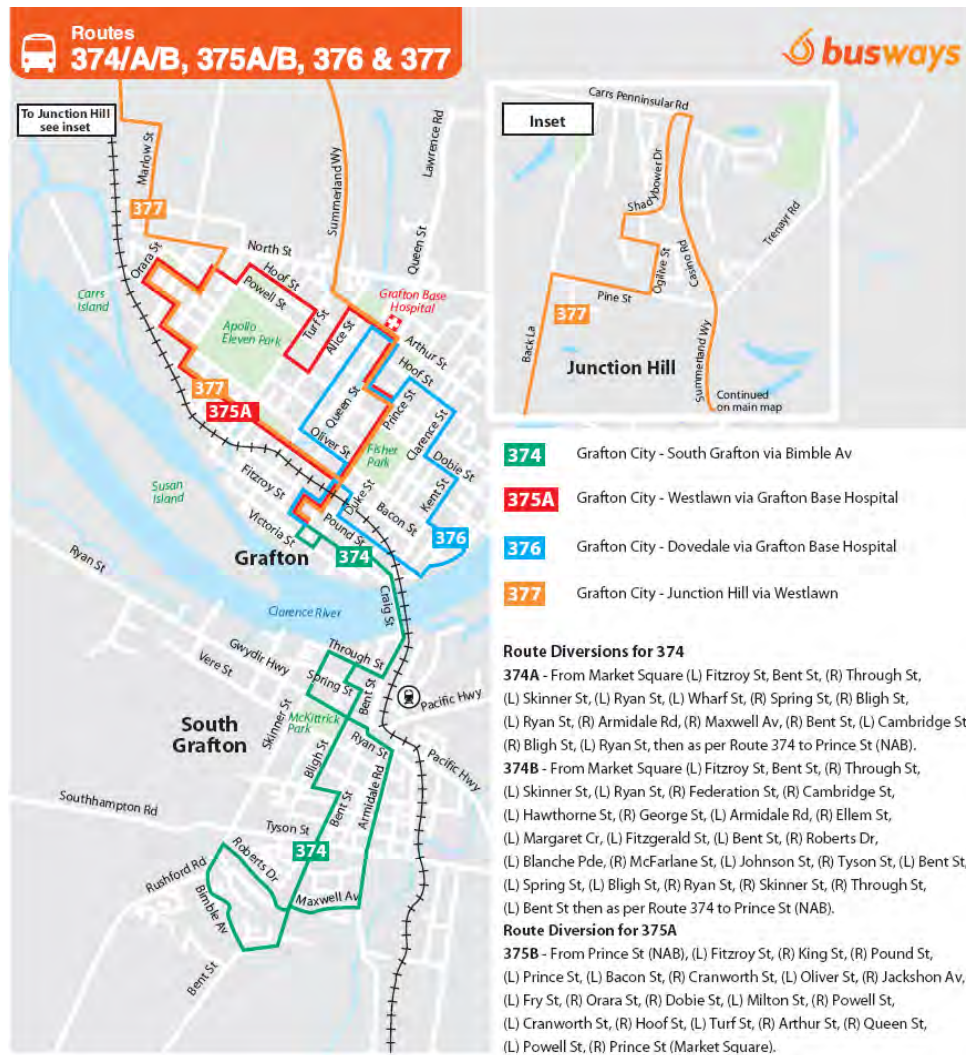 Routes
374/A/B, 375A/B, 376 & 377
busways
To Junction Hill
see inset
Marlow St
Summerland Wy
Lawrence Rd
377
Orara St
North St
Queen St
Hoof St
Powell St
Carrs
Island
Apollo
Eleven Park
Turf St
Alice St
Grafton Base
Hospital
Arthur St
Hoof St
377
375A
Queen St
Prince St
Clarence St
Oliver St
Fisher
Park
Dobie St
Susan
Island
Fitzroy St
Duke St
Kent St
Bacon St
Victoria St
Pound St
376
Grafton
374
Ryan St
Craig St
Clarence River
Gwydir Hwy
Through St
Vere St
Spring St
Bent St
Pacific Hwy
McKittrick
Park
South
Grafton
Skinner St
Ryan St
Bligh St
Pacific Hwy
Armidale Rd
Southhampton Rd
Bent St
Tyson St
374
Roberts Dr
Rushford Rd
Maxwell Av
Bimble Av
Bent St
Inset
Carrs Penninsular Rd
Shadybower Dr
Trenayr Rd
Ogilive St
Casino Rd
Pine St
377
Back La
Junction Hill
Summerland Wy
Continued
on main map
374 Grafton City - South Grafton via Bimble Av
375A Grafton City - Westlawn via Grafton Base Hospital
376 Grafton City - Dovedale via Grafton Base Hospital
377 Grafton City - Junction Hill via Westlawn
Route Diversions for 374
374A - From Market Square (L) Fitzroy St, Bent St, (R) Through St,
(L) Skinner St, (L) Ryan St, (L) Wharf St, (R) Spring St, (R) Bligh St,
(L) Ryan St, (R) Armidale Rd, (R) Maxwell Av, (R) Bent St, (L) Cambridge St
(R) Bligh St, (L) Ryan St, then as per Route 374 to Prince St (NAB).
374B - From Market Square (L) Fitzroy St, Bent St, (R) Through St,
(L) Skinner St, (L) Ryan St, (R) Federation St, (R) Cambridge St,
(L) Hawthorne St, (R) George St, (L) Armidale Rd, (R) Ellem St,
(L) Margaret Cr, (L) Fitzgerald St, (L) Bent St, (R) Roberts Dr,
(L) Blanche Pde, (R) McFarlane St, (L) Johnson St, (R) Tyson St, (L) Bent St,
(L) Spring St, (L) Bligh St, (R) Ryan St, (R) Skinner St, (R) Through St,
(L) Bent St then as per Route 374 to Prince St (NAB).
Route Diversion for 375A
375B - From Prince St (NAB), (L) Fitzroy St, (R) King St, (R) Pound St,
(L) Prince St, (L) Bacon St, (R) Cranworth St, (L) Oliver St, (R) Jackshon Av,
(L) Fry St, (R) Orara St, (R) Dobie St, (L) Milton St, (R) Powell St,
(L) Cranworth St, (R) Hoof St, (L) Turf St, (R) Arthur St, (R) Queen St,
(L) Powell St, (R) Prince St (Market Square).